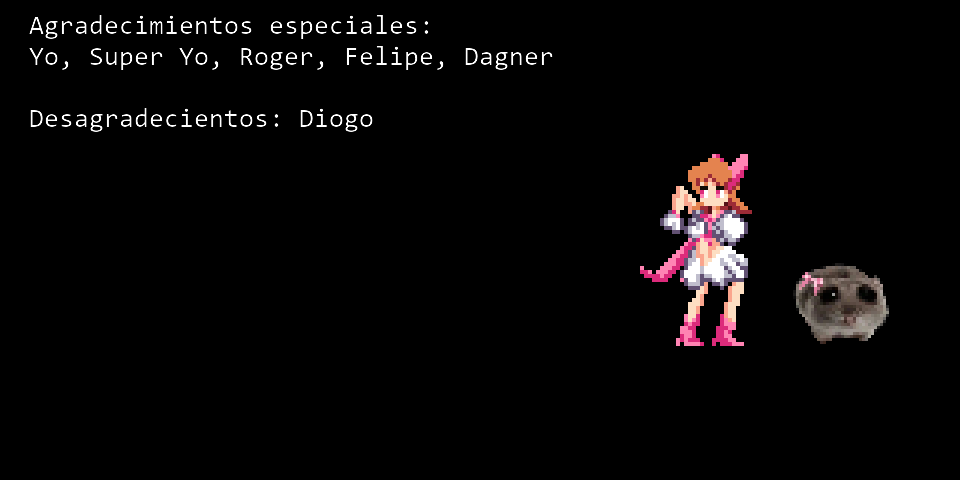 Agradecimientos especiales:
Yo, Super Yo, Roger, Felipe, Dagner
Desagradecientos: Diogo